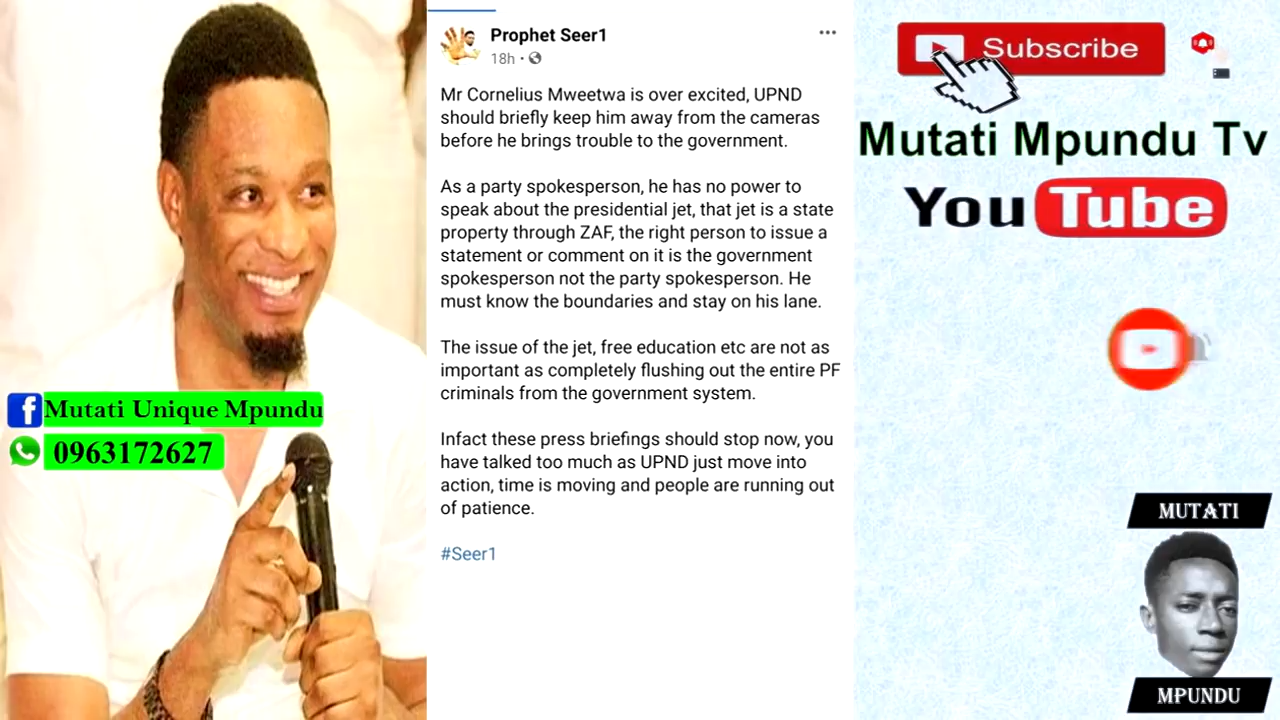 Prophet Seer1
18h
Mr Cornelius Mweetwa is over excited, UPND
should briefly keep him away from the cameras
before he brings trouble to the government.
As a party spokesperson, he has no power to
speak about the presidential jet, that jet is a state
property through ZAF, the right person to issue a
statement or comment on it is the government
spokesperson not the party spokesperson. He
must know the boundaries and stay on his lane.
The issue of the jet, free education etc are not as
important as completely flushing out the entire PF
criminals from the government system.
Infact these press briefings should stop now, you
have talked too much as UPND just move into
action, time is moving and people are running out
of patience.
#Seer1
Mutati Unique Mpundu
0963172627
Subscribe
Mutati Mpundu Tv
YouTube
MUTATI
MPUNDU